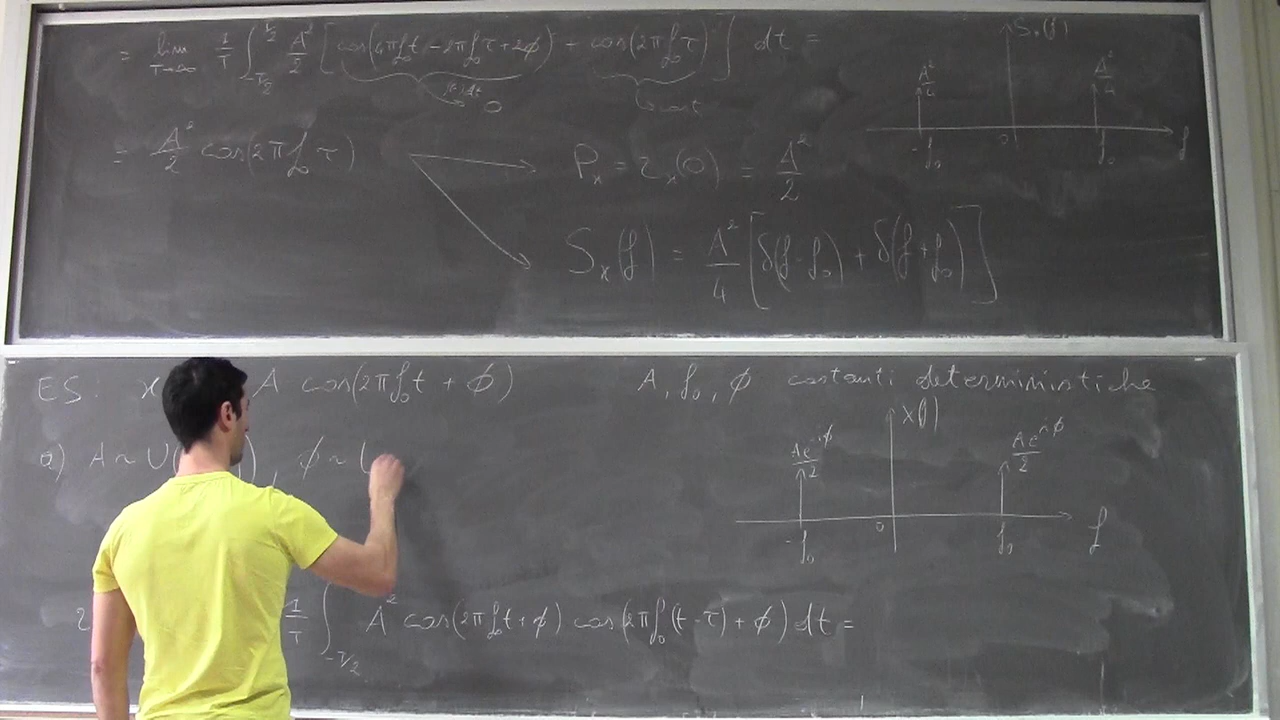 = lim T→∞ 1/T ∫_{-T/2}^{T/2} A²/2 [cos(4πf₀t - 2πf₀τ + 2φ) + cos(2πf₀τ)] dt =
0
cost
= A²/2 cos(2πf₀τ)
Pₓ = rₓ(0) = A²/2
Sₓ(f) = A²/4 [δ(f-f₀) + δ(f+f₀)]
Sₓ(f)
A²/4
A²/4
-f₀ 0 f₀ f
ES: x A cos(2πf₀t + φ) A, f₀, φ costanti deterministiche
a) A ~ U( ), φ ~
X(f)
Ae^{-jφ}/2
Ae^{jφ}/2
-f₀ 0 f₀ f
1/T ∫_{-T/2} A² cos(2πf₀t+φ) cos(2πf₀(t-τ)+φ) dt =